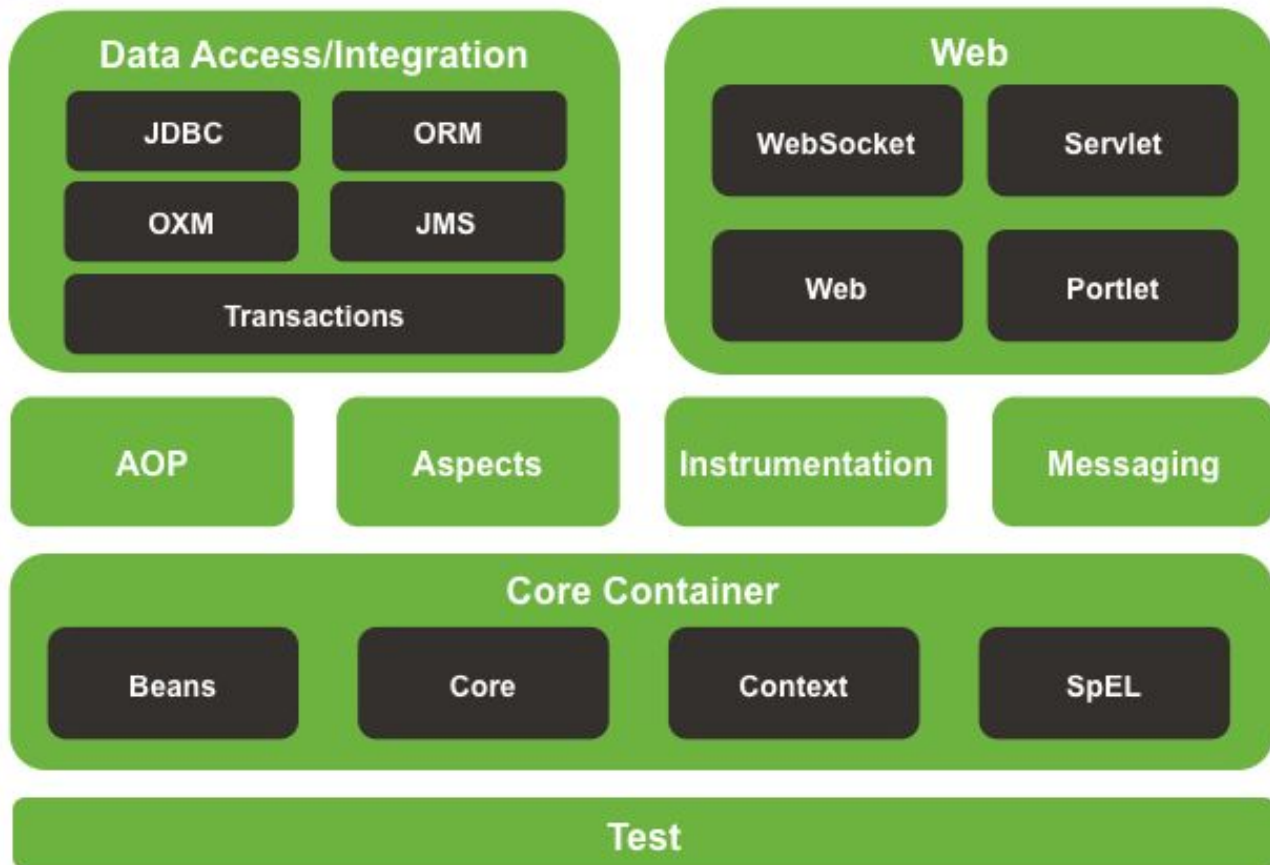 Data Access/Integration
JDBC
ORM
OXM
JMS
Transactions
Web
WebSocket
Servlet
Web
Portlet
AOP
Aspects
Instrumentation
Messaging
Core Container
Beans
Core
Context
SpEL
Test